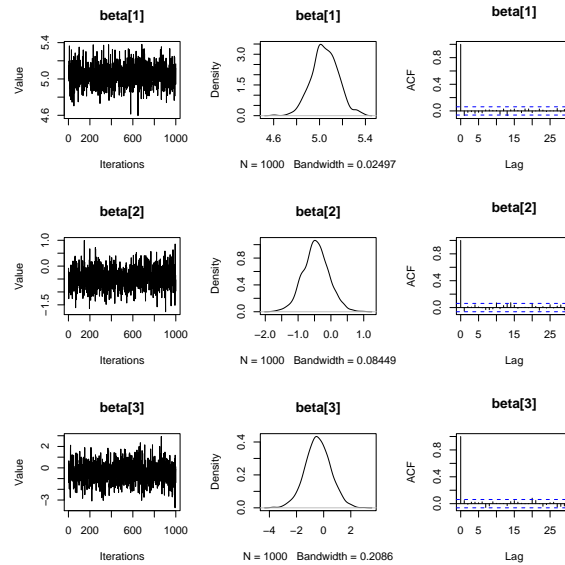 beta[1]
Value
4.6 5.0 5.4
0 200 600 1000
Iterations
beta[1]
Density
0.0 1.5 3.0
4.6 5.0 5.4
N = 1000 Bandwidth = 0.02497
beta[1]
ACF
0.0 0.4 0.8
0 5 15 25
Lag
beta[2]
Value
−1.5 0.0 1.0
0 200 600 1000
Iterations
beta[2]
Density
0.0 0.4 0.8
−2.0 −1.0 0.0 1.0
N = 1000 Bandwidth = 0.08449
beta[2]
ACF
0.0 0.4 0.8
0 5 15 25
Lag
beta[3]
Value
−3 0 2
0 200 600 1000
Iterations
beta[3]
Density
0.0 0.2 0.4
−4 −2 0 2
N = 1000 Bandwidth = 0.2086
beta[3]
ACF
0.0 0.4 0.8
0 5 15 25
Lag